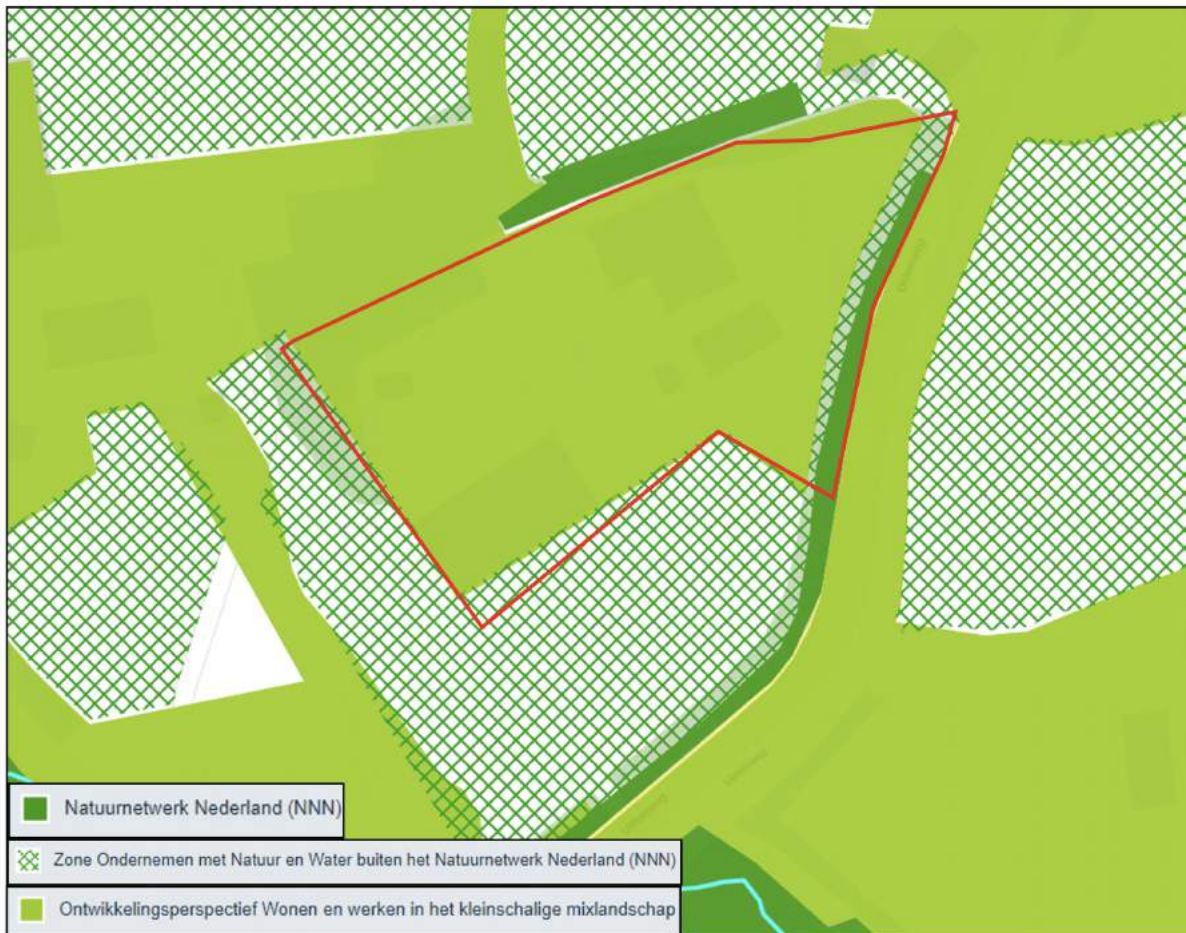 Natuurnetwerk Nederland (NNN)
Zone Ondernemen met Natuur en Water buiten het Natuurnetwerk Nederland (NNN)
Ontwikkelingsperspectief Wonen en werken in het kleinschalige mixlandschap